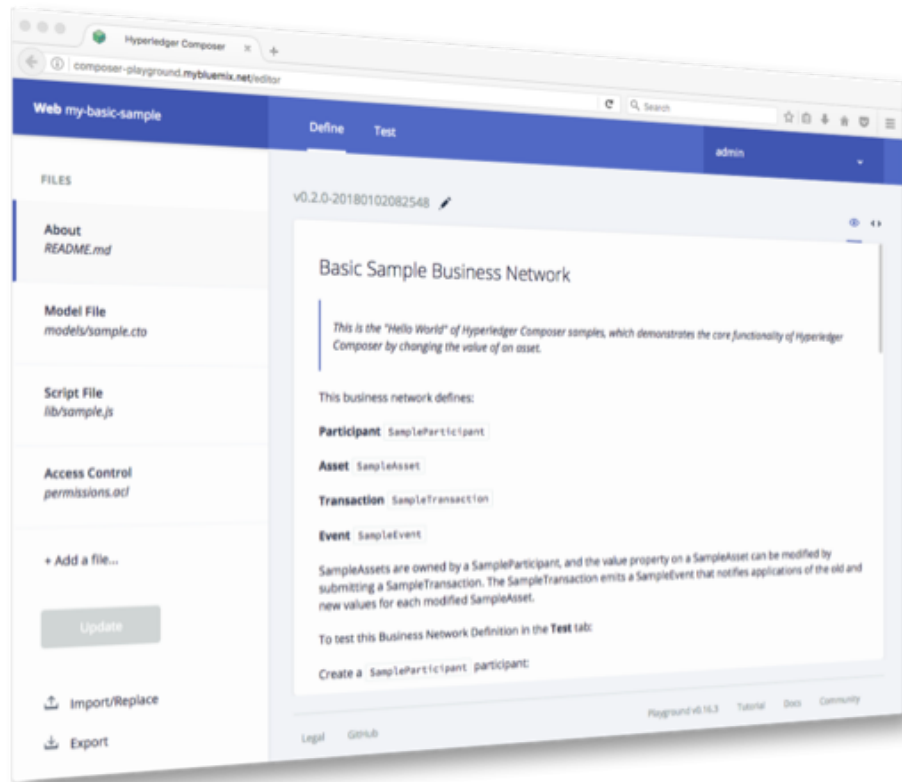 Hyperledger Composer × +
composer-playground.mybluemix.net/editor
Search
Web my-basic-sample
Define
Test
admin
FILES
About
README.md
Model File
models/sample.cto
Script File
lib/sample.js
Access Control
permissions.acl
+ Add a file...
Update
Import/Replace
Export
v0.2.0-20180102082548
Basic Sample Business Network
This is the "Hello World" of Hyperledger Composer samples, which demonstrates the core functionality of Hyperledger
Composer by changing the value of an asset.
This business network defines:
Participant SampleParticipant
Asset SampleAsset
Transaction SampleTransaction
Event SampleEvent
SampleAssets are owned by a SampleParticipant, and the value property on a SampleAsset can be modified by
submitting a SampleTransaction. The SampleTransaction emits a SampleEvent that notifies applications of the old and
new values for each modified SampleAsset.
To test this Business Network Definition in the Test tab:
Create a SampleParticipant participant:
Legal GitHub
Playground v0.16.3 Tutorial Docs Community